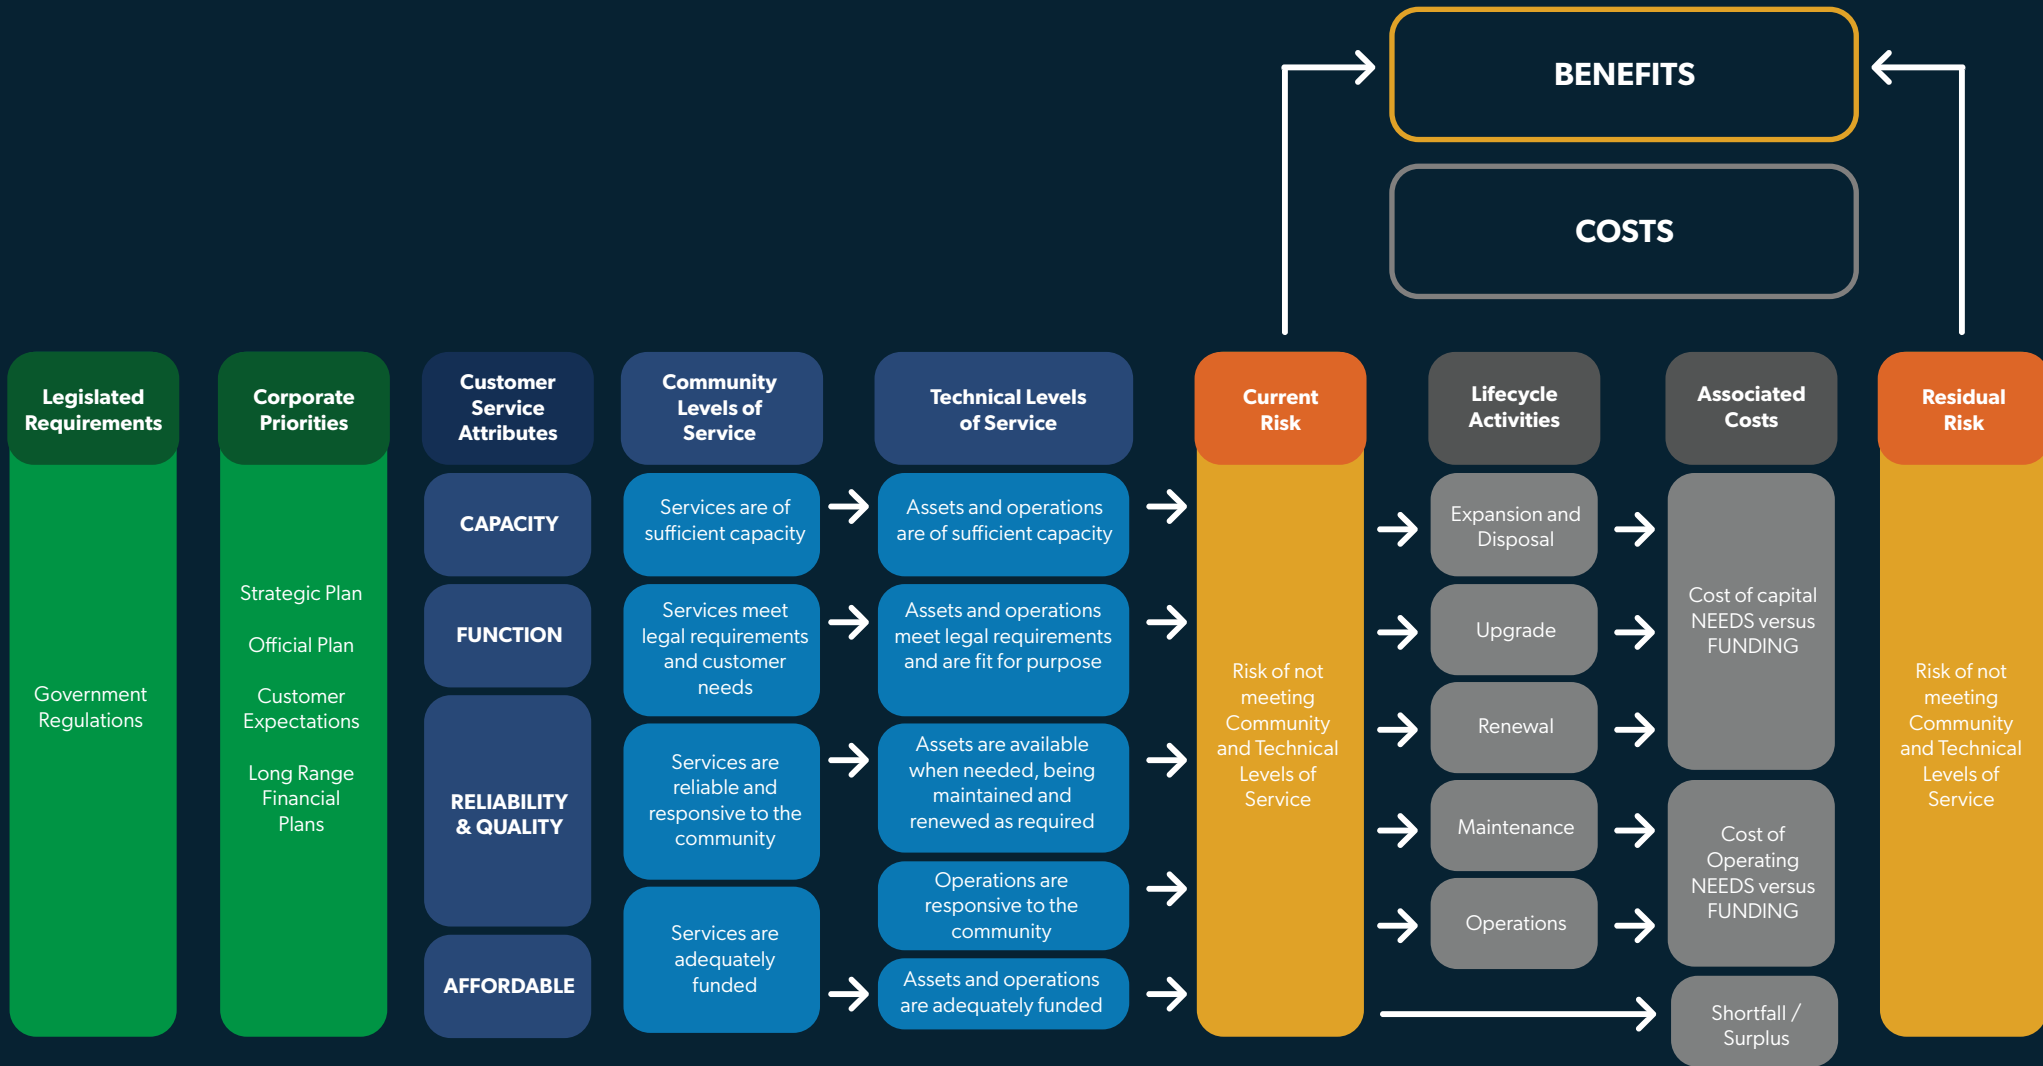 BENEFITS
COSTS
Legislated
Requirements
Government
Regulations
Corporate
Priorities
Strategic Plan
Official Plan
Customer
Expectations
Long Range
Financial
Plans
Customer
Service
Attributes
CAPACITY
FUNCTION
RELIABILITY
& QUALITY
AFFORDABLE
Community
Levels of
Service
Services are of
sufficient capacity
Services meet
legal requirements
and customer
needs
Services are
reliable and
responsive to the
community
Services are
adequately
funded
Technical Levels
of Service
Assets and operations
are of sufficient capacity
Assets and operations
meet legal requirements
and are fit for purpose
Assets are available
when needed, being
maintained and
renewed as required
Operations are
responsive to the
community
Assets and operations
are adequately funded
Current
Risk
Risk of not
meeting
Community
and Technical
Levels of
Service
Lifecycle
Activities
Expansion and
Disposal
Upgrade
Renewal
Maintenance
Operations
Associated
Costs
Cost of capital
NEEDS versus
FUNDING
Cost of
Operating
NEEDS versus
FUNDING
Shortfall /
Surplus
Residual
Risk
Risk of not
meeting
Community
and Technical
Levels of
Service